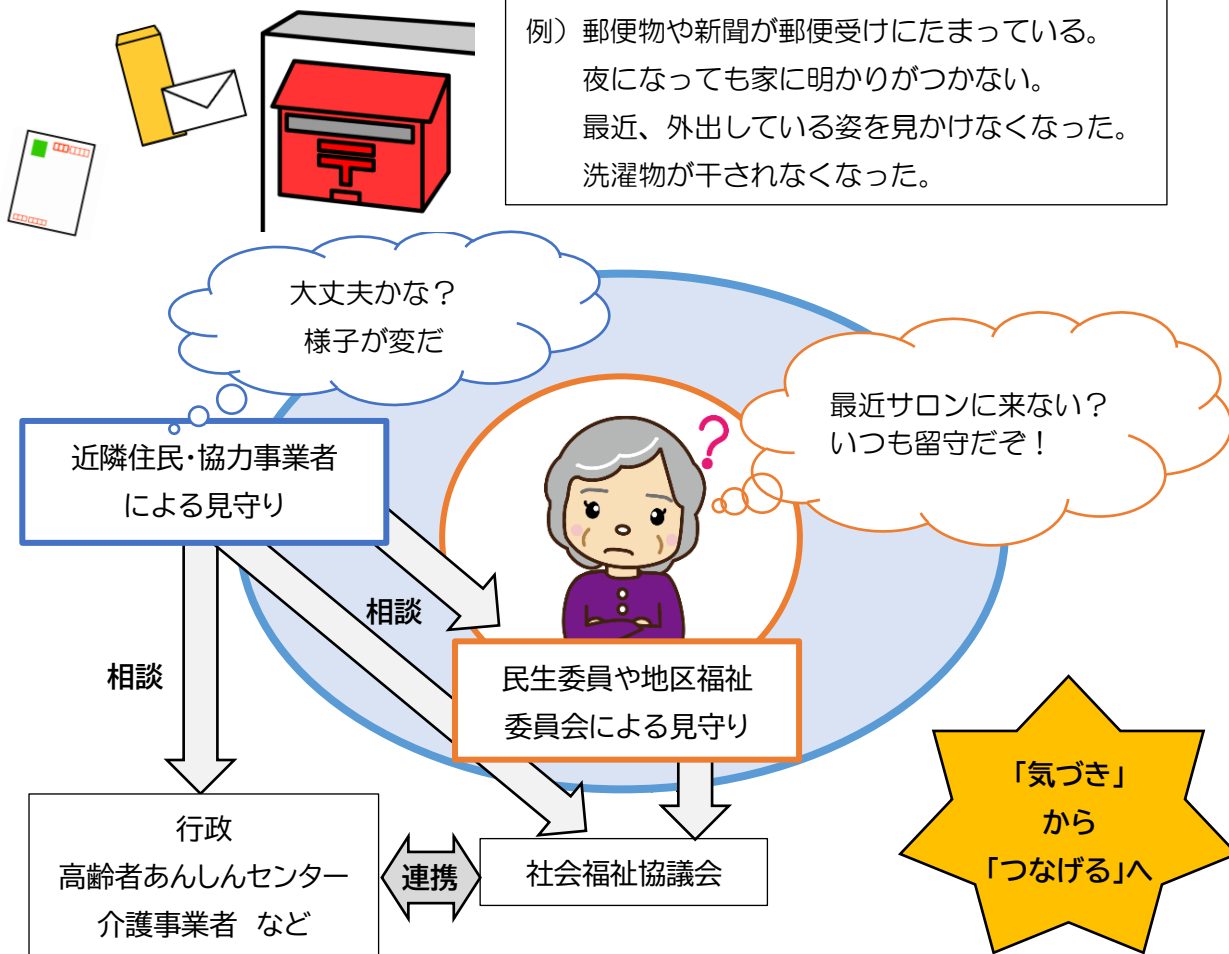 例）郵便物や新聞が郵便受けにたまっている。
夜になっても家に明かりがつかない。
最近、外出している姿を見かけなくなった。
洗濯物が干されなくなった。
大丈夫かな？
様子が変だ
最近サロンに来ない？
いつも留守だぞ！
近隣住民・協力事業者
による見守り
?
相談
相談
民生委員や地区福祉
委員会による見守り
「気づき」
から
「つなげる」へ
行政
高齢者あんしんセンター
介護事業者　など
連携
社会福祉協議会